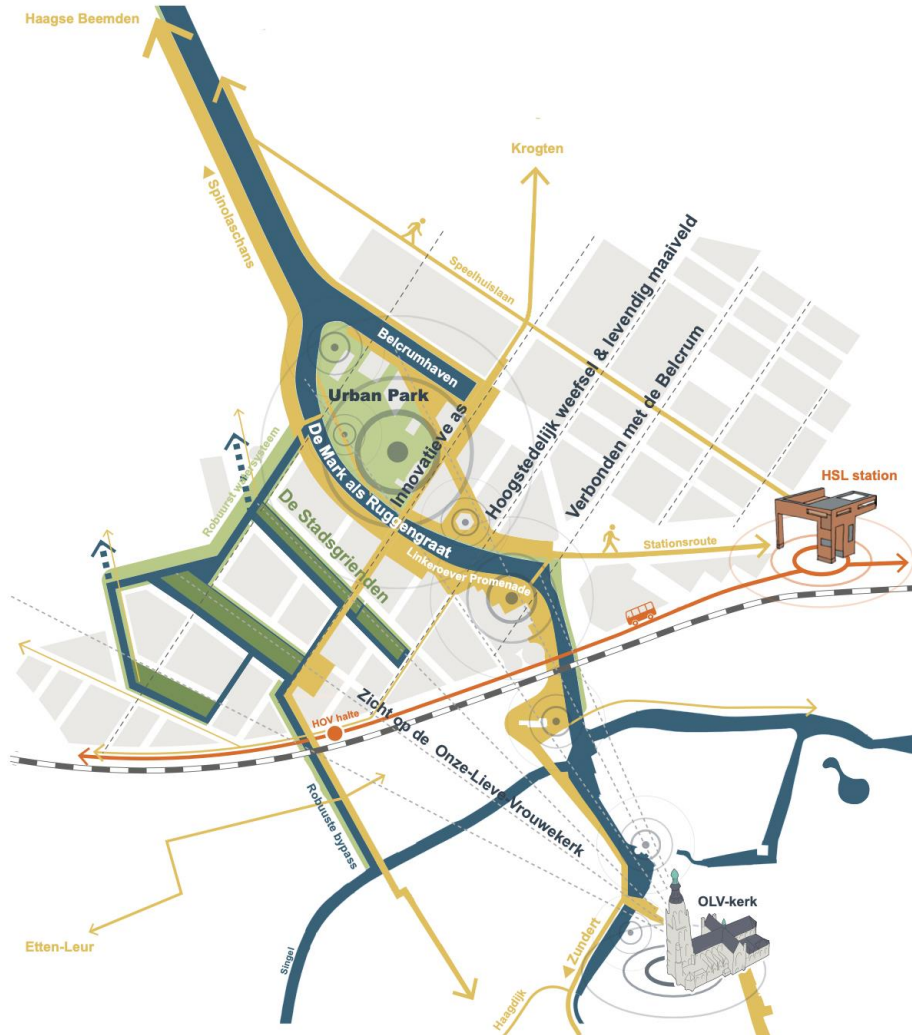 Haagse Beemden
Krogten
Spinolaschans
Speelhuislaan
Hoogstedelijk weefsel & levendig maaiveld
Belcrumhaven
Verbonden met de Belcrum
Urban Park
Innovatieve as
De Mark als Ruggengraat
Robuurst watersysteem
De Stadsgrienden
HSL station
Stationsroute
Linkeroever Promenade
HOV halte
Zicht op de Onze-Lieve Vrouwekerk
Robuuste bypass
OLV-kerk
Etten-Leur
Singel
Zundert
Haagdijk